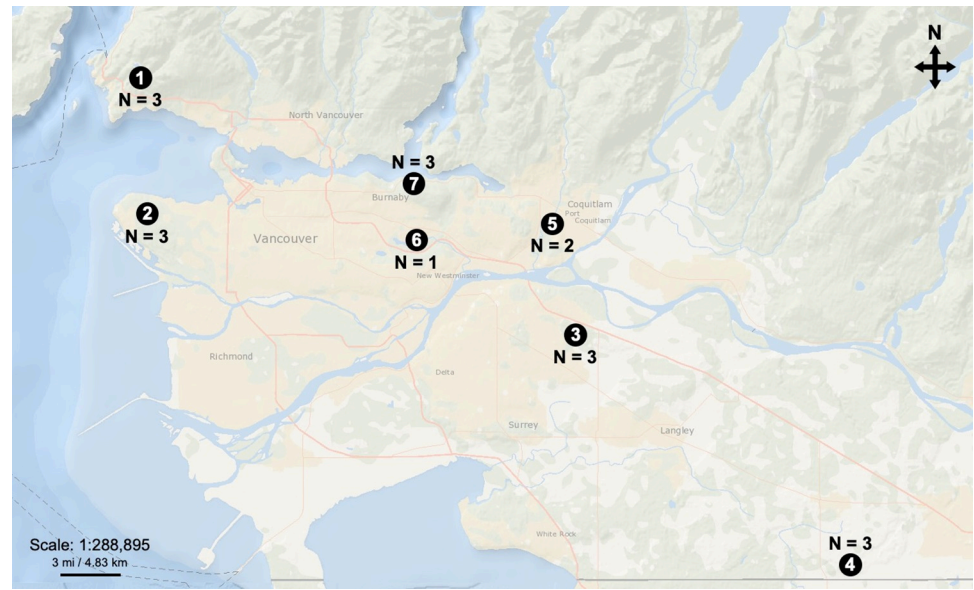 N
1
N = 3
North Vancouver
N = 3
7
Burnaby
2
N = 3
Coquitlam
Port
Coquitlam
5
N = 2
Vancouver
6
N = 1
New Westminster
3
N = 3
Richmond
Delta
Surrey
Langley
White Rock
N = 3
4
Scale: 1:288,895
3 mi / 4.83 km